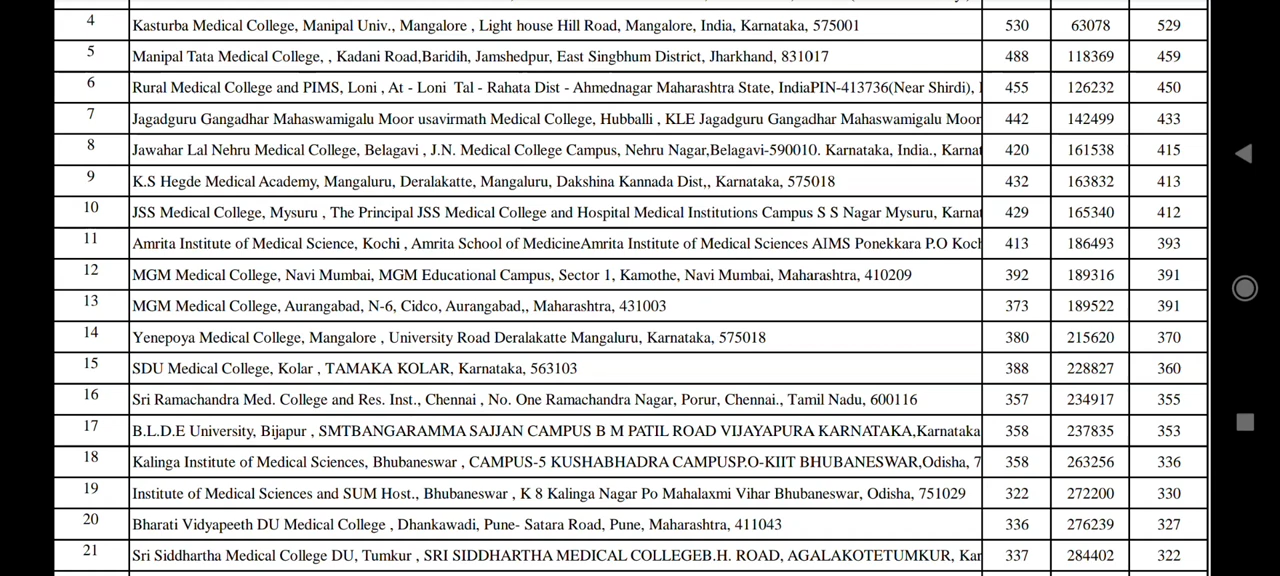 4 Kasturba Medical College, Manipal Univ., Mangalore , Light house Hill Road, Mangalore, India, Karnataka, 575001 530 63078 529
5 Manipal Tata Medical College, , Kadani Road,Baridih, Jamshedpur, East Singbhum District, Jharkhand, 831017 488 118369 459
6 Rural Medical College and PIMS, Loni , At - Loni Tal - Rahata Dist - Ahmednagar Maharashtra State, IndiaPIN-413736(Near Shirdi), 455 126232 450
7 Jagadguru Gangadhar Mahaswamigalu Moor usavirmath Medical College, Hubballi , KLE Jagadguru Gangadhar Mahaswamigalu Moor 442 142499 433
8 Jawahar Lal Nehru Medical College, Belagavi , J.N. Medical College Campus, Nehru Nagar,Belagavi-590010. Karnataka, India., Karnat 420 161538 415
9 K.S Hegde Medical Academy, Mangaluru, Deralakatte, Mangaluru, Dakshina Kannada Dist,, Karnataka, 575018 432 163832 413
10 JSS Medical College, Mysuru , The Principal JSS Medical College and Hospital Medical Institutions Campus S S Nagar Mysuru, Karnat 429 165340 412
11 Amrita Institute of Medical Science, Kochi , Amrita School of MedicineAmrita Institute of Medical Sciences AIMS Ponekkara P.O Koch 413 186493 393
12 MGM Medical College, Navi Mumbai, MGM Educational Campus, Sector 1, Kamothe, Navi Mumbai, Maharashtra, 410209 392 189316 391
13 MGM Medical College, Aurangabad, N-6, Cidco, Aurangabad,, Maharashtra, 431003 373 189522 391
14 Yenepoya Medical College, Mangalore , University Road Deralakatte Mangaluru, Karnataka, 575018 380 215620 370
15 SDU Medical College, Kolar , TAMAKA KOLAR, Karnataka, 563103 388 228827 360
16 Sri Ramachandra Med. College and Res. Inst., Chennai , No. One Ramachandra Nagar, Porur, Chennai., Tamil Nadu, 600116 357 234917 355
17 B.L.D.E University, Bijapur , SMTBANGARAMMA SAJJAN CAMPUS B M PATIL ROAD VIJAYAPURA KARNATAKA,Karnataka 358 237835 353
18 Kalinga Institute of Medical Sciences, Bhubaneswar , CAMPUS-5 KUSHABHADRA CAMPUSP.O-KIIT BHUBANESWAR,Odisha, 7 358 263256 336
19 Institute of Medical Sciences and SUM Host., Bhubaneswar , K 8 Kalinga Nagar Po Mahalaxmi Vihar Bhubaneswar, Odisha, 751029 322 272200 330
20 Bharati Vidyapeeth DU Medical College , Dhankawadi, Pune- Satara Road, Pune, Maharashtra, 411043 336 276239 327
21 Sri Siddhartha Medical College DU, Tumkur , SRI SIDDHARTHA MEDICAL COLLEGEB.H. ROAD, AGALAKOTETUMKUR, Kar 337 284402 322